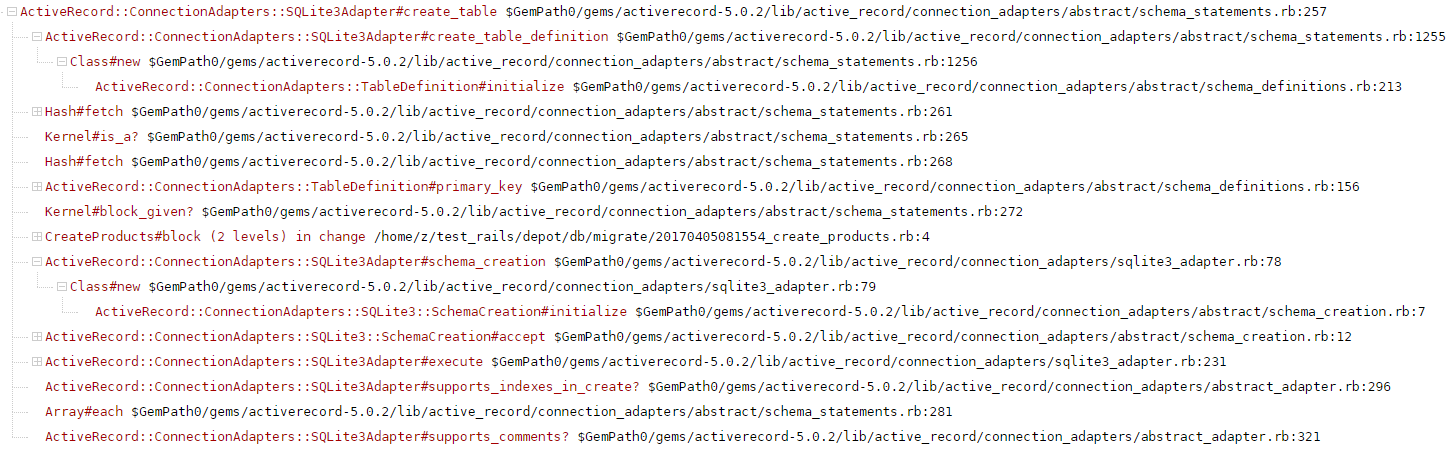 ActiveRecord::ConnectionAdapters::SQLite3Adapter#create_table $GemPath0/gems/activerecord-5.0.2/lib/active_record/connection_adapters/abstract/schema_statements.rb:257
ActiveRecord::ConnectionAdapters::SQLite3Adapter#create_table_definition $GemPath0/gems/activerecord-5.0.2/lib/active_record/connection_adapters/abstract/schema_statements.rb:1255
Class#new $GemPath0/gems/activerecord-5.0.2/lib/active_record/connection_adapters/abstract/schema_statements.rb:1256
ActiveRecord::ConnectionAdapters::TableDefinition#initialize $GemPath0/gems/activerecord-5.0.2/lib/active_record/connection_adapters/abstract/schema_definitions.rb:213
Hash#fetch $GemPath0/gems/activerecord-5.0.2/lib/active_record/connection_adapters/abstract/schema_statements.rb:261
Kernel#is_a? $GemPath0/gems/activerecord-5.0.2/lib/active_record/connection_adapters/abstract/schema_statements.rb:265
Hash#fetch $GemPath0/gems/activerecord-5.0.2/lib/active_record/connection_adapters/abstract/schema_statements.rb:268
ActiveRecord::ConnectionAdapters::TableDefinition#primary_key $GemPath0/gems/activerecord-5.0.2/lib/active_record/connection_adapters/abstract/schema_definitions.rb:156
Kernel#block_given? $GemPath0/gems/activerecord-5.0.2/lib/active_record/connection_adapters/abstract/schema_statements.rb:272
CreateProducts#block (2 levels) in change /home/z/test_rails/depot/db/migrate/20170405081554_create_products.rb:4
ActiveRecord::ConnectionAdapters::SQLite3Adapter#schema_creation $GemPath0/gems/activerecord-5.0.2/lib/active_record/connection_adapters/sqlite3_adapter.rb:78
Class#new $GemPath0/gems/activerecord-5.0.2/lib/active_record/connection_adapters/sqlite3_adapter.rb:79
ActiveRecord::ConnectionAdapters::SQLite3::SchemaCreation#initialize $GemPath0/gems/activerecord-5.0.2/lib/active_record/connection_adapters/abstract/schema_creation.rb:7
ActiveRecord::ConnectionAdapters::SQLite3::SchemaCreation#accept $GemPath0/gems/activerecord-5.0.2/lib/active_record/connection_adapters/abstract/schema_creation.rb:12
ActiveRecord::ConnectionAdapters::SQLite3Adapter#execute $GemPath0/gems/activerecord-5.0.2/lib/active_record/connection_adapters/sqlite3_adapter.rb:231
ActiveRecord::ConnectionAdapters::SQLite3Adapter#supports_indexes_in_create? $GemPath0/gems/activerecord-5.0.2/lib/active_record/connection_adapters/abstract_adapter.rb:296
Array#each $GemPath0/gems/activerecord-5.0.2/lib/active_record/connection_adapters/abstract/schema_statements.rb:281
ActiveRecord::ConnectionAdapters::SQLite3Adapter#supports_comments? $GemPath0/gems/activerecord-5.0.2/lib/active_record/connection_adapters/abstract_adapter.rb:321